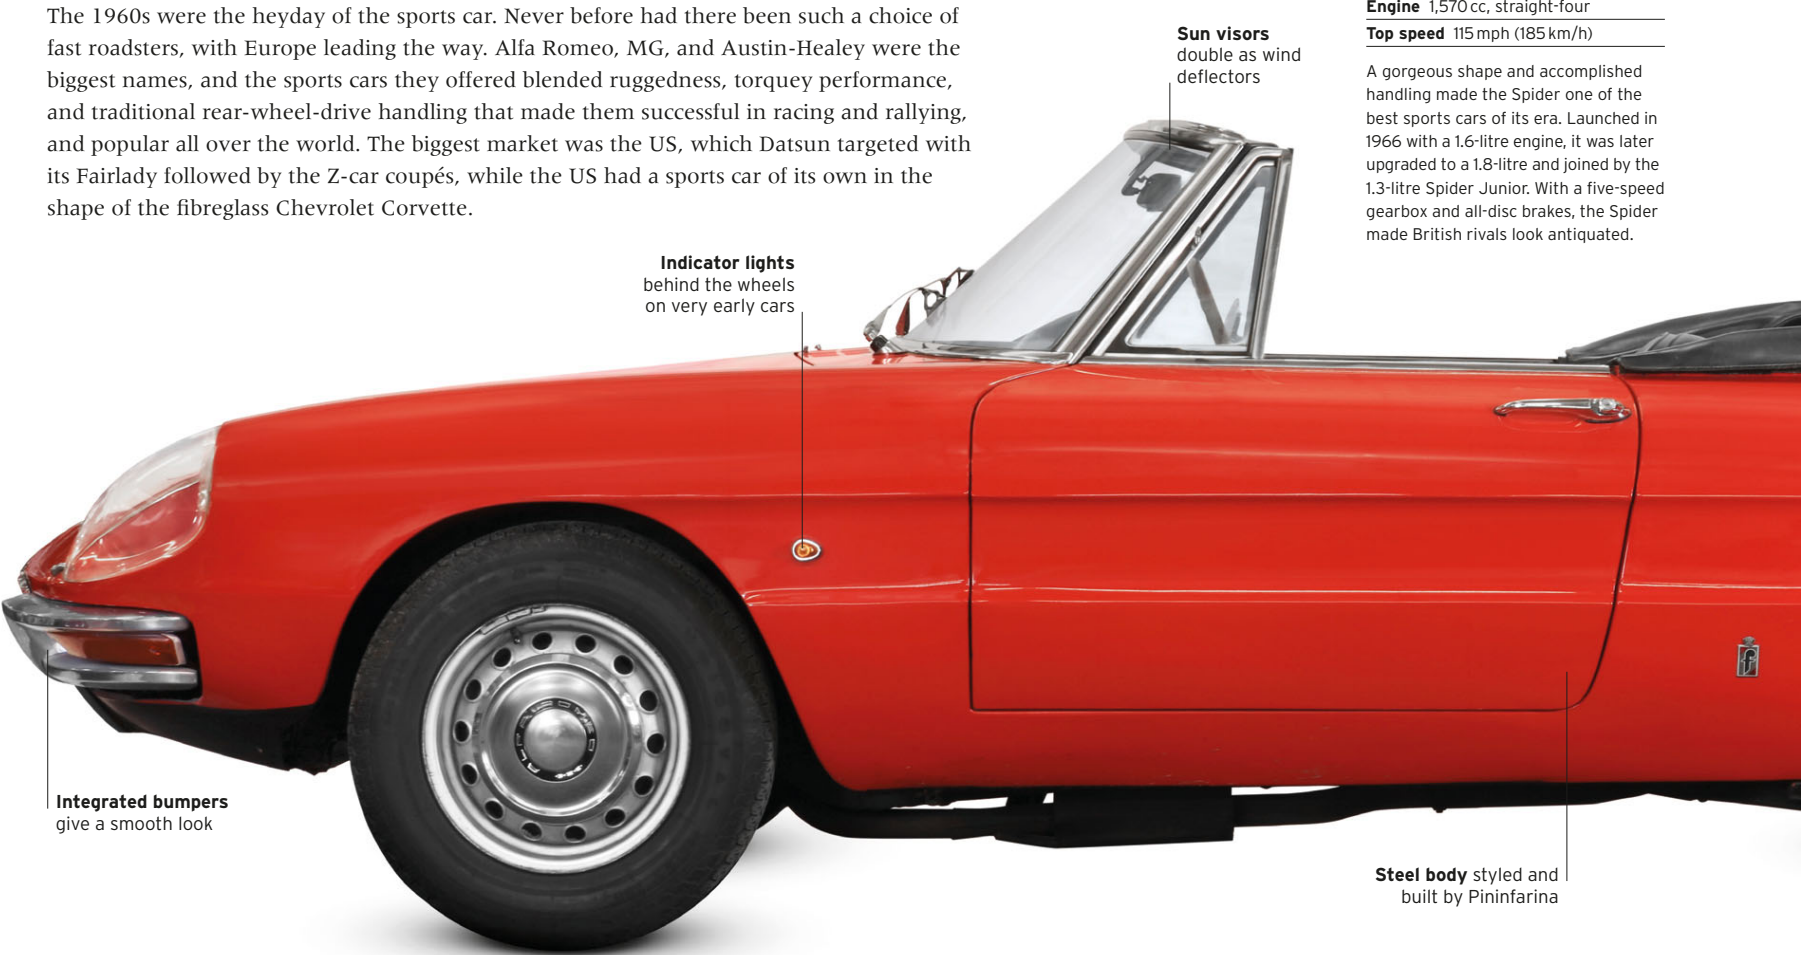 The 1960s were the heyday of the sports car. Never before had there been such a choice of
fast roadsters, with Europe leading the way. Alfa Romeo, MG, and Austin-Healey were the
biggest names, and the sports cars they offered blended ruggedness, torquey performance,
and traditional rear-wheel-drive handling that made them successful in racing and rallying,
and popular all over the world. The biggest market was the US, which Datsun targeted with
its Fairlady followed by the Z-car coupés, while the US had a sports car of its own in the
shape of the fibreglass Chevrolet Corvette.
Sun visors
double as wind
deflectors
Engine 1,570 cc, straight-four
Top speed 115 mph (185 km/h)
A gorgeous shape and accomplished
handling made the Spider one of the
best sports cars of its era. Launched in
1966 with a 1.6-litre engine, it was later
upgraded to a 1.8-litre and joined by the
1.3-litre Spider Junior. With a five-speed
gearbox and all-disc brakes, the Spider
made British rivals look antiquated.
Indicator lights
behind the wheels
on very early cars
f
ALFA ROMEO
Integrated bumpers
give a smooth look
Steel body styled and
built by Pininfarina